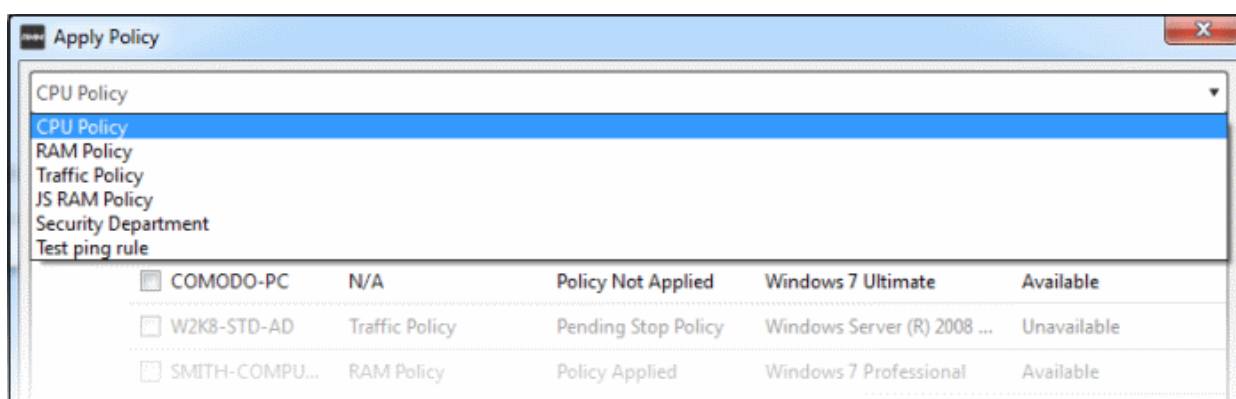 Apply Policy
CPU Policy
CPU Policy
RAM Policy
Traffic Policy
JS RAM Policy
Security Department
Test ping rule
COMODO-PC N/A Policy Not Applied Windows 7 Ultimate Available
W2K8-STD-AD Traffic Policy Pending Stop Policy Windows Server (R) 2008 ... Unavailable
SMITH-COMPU... RAM Policy Policy Applied Windows 7 Professional Available